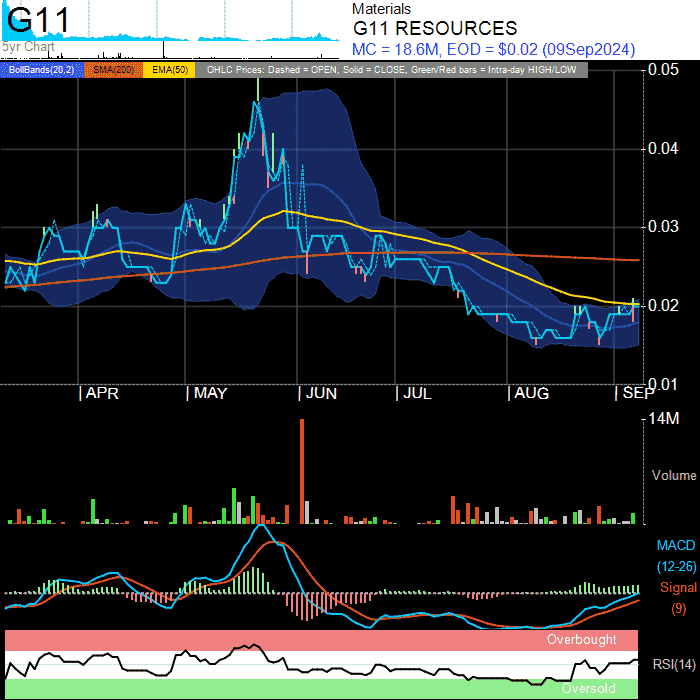 G11
5yr Chart
Materials
G11 RESOURCES
MC = 18.6M, EOD = $0.02 (09Sep2024)
BollBands(20,2) SMA(200) EMA(50) OHLC Prices: Dashed = OPEN, Solid = CLOSE, Green/Red bars = Intra-day HIGH/LOW
0.05
0.04
0.03
0.02
0.01
APR MAY JUN JUL AUG SEP
14M
Volume
MACD
(12-26)
Signal
(9)
Overbought
RSI(14)
Oversold